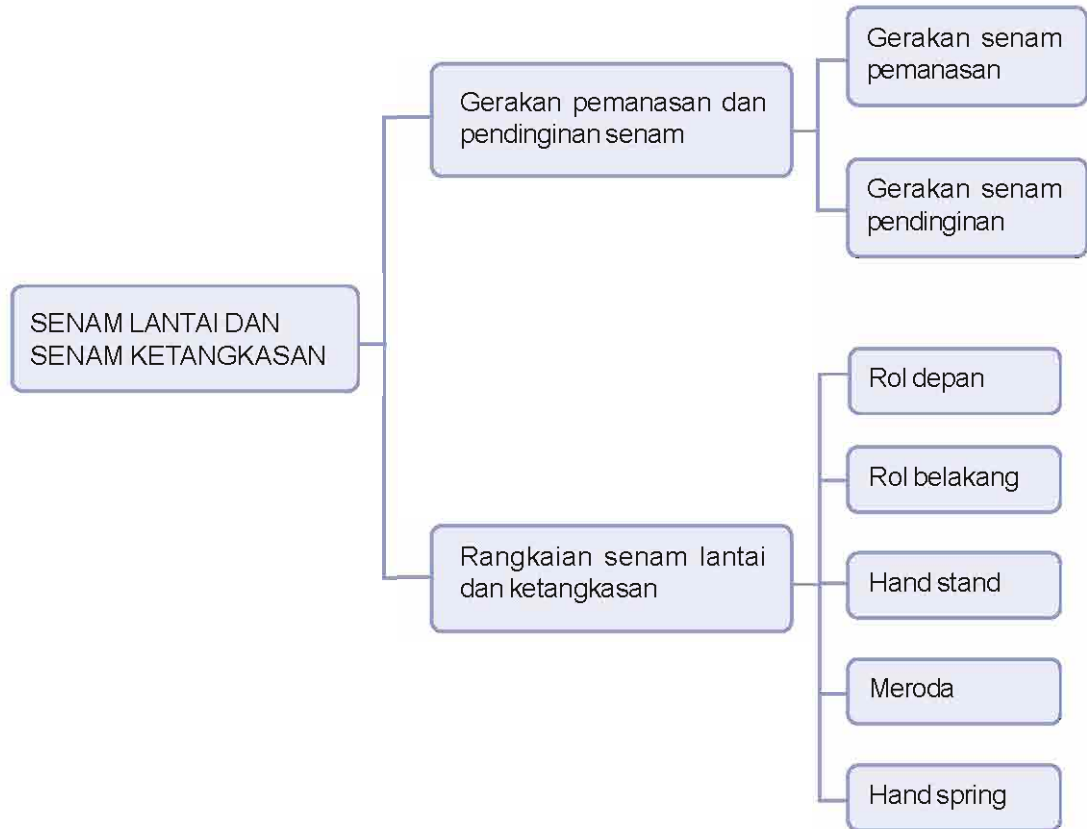 SENAM LANTAI DAN
SENAM KETANGKASAN
Gerakan pemanasan dan
pendinginan senam
Gerakan senam
pemanasan
Gerakan senam
pendinginan
Rangkaian senam lantai
dan ketangkasan
Rol depan
Rol belakang
Hand stand
Meroda
Hand spring